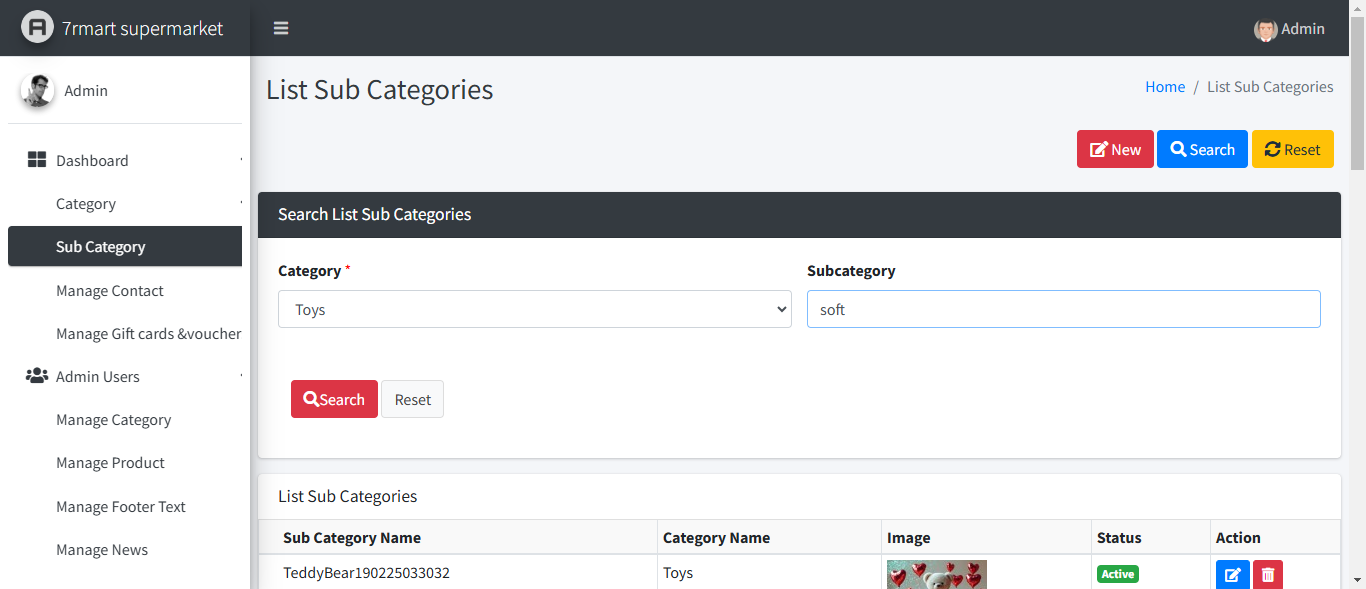 7rmart supermarket
Admin
Admin
Dashboard
Category
Sub Category
Manage Contact
Manage Gift cards &voucher
Admin Users
Manage Category
Manage Product
Manage Footer Text
Manage News
List Sub Categories
Home / List Sub Categories
New Search Reset
Search List Sub Categories
Category * Subcategory
Toys soft
Search Reset
List Sub Categories
Sub Category Name Category Name Image Status Action
TeddyBear190225033032 Toys Active